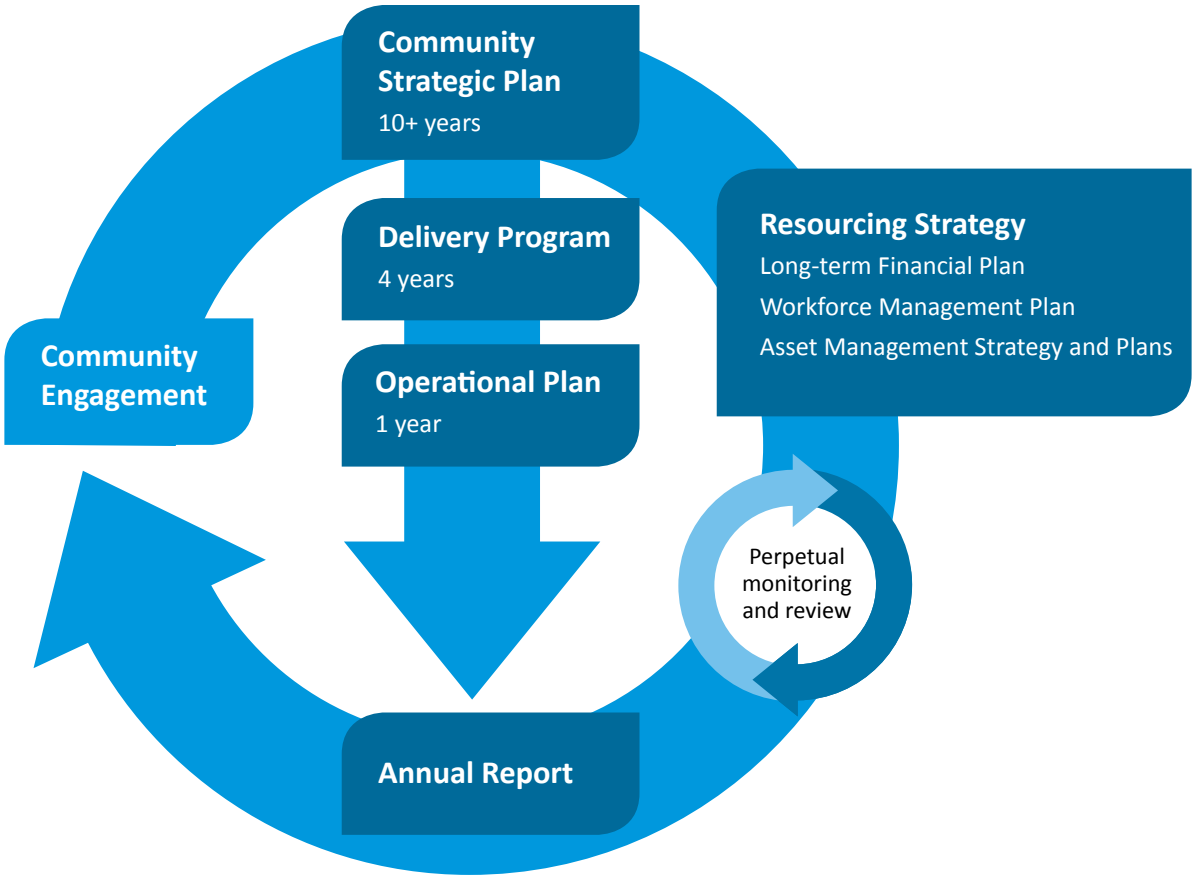 Community
Strategic Plan
10+ years
Delivery Program
4 years
Operational Plan
1 year
Resourcing Strategy
Long-term Financial Plan
Workforce Management Plan
Asset Management Strategy and Plans
Community
Engagement
Perpetual
monitoring
and review
Annual Report